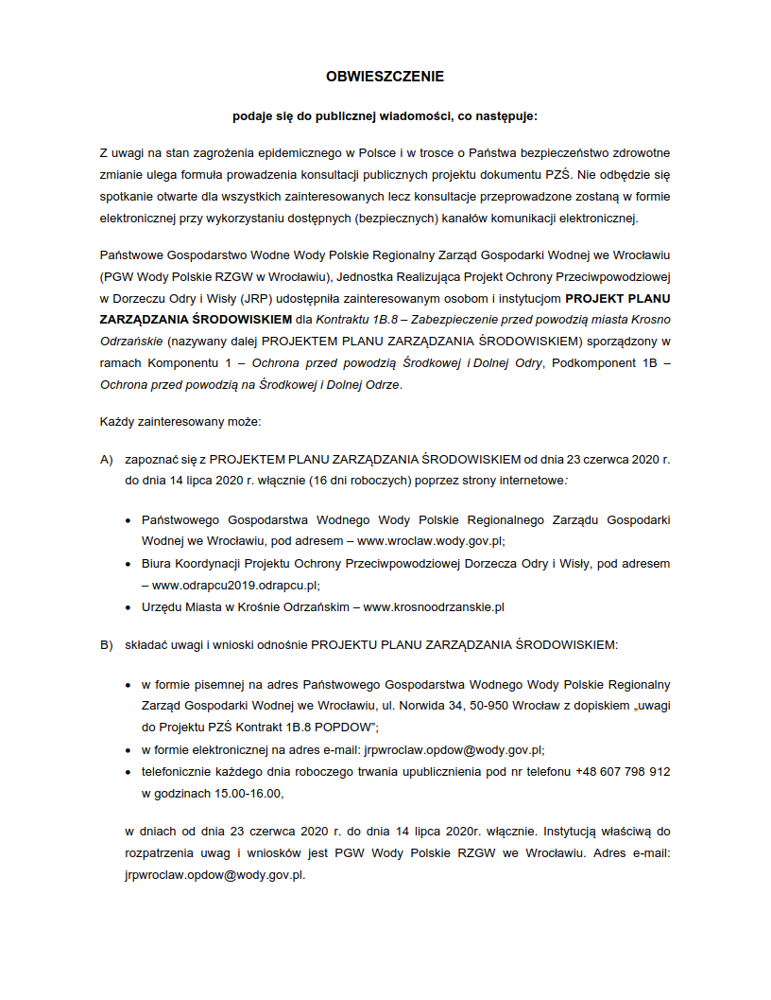 OBWIESZCZENIE
podaje się do publicznej wiadomości, co następuje:
Z uwagi na stan zagrożenia epidemicznego w Polsce i w trosce o Państwa bezpieczeństwo zdrowotne
zmianie ulega formuła prowadzenia konsultacji publicznych projektu dokumentu PZŚ. Nie odbędzie się
spotkanie otwarte dla wszystkich zainteresowanych lecz konsultacje przeprowadzone zostaną w formie
elektronicznej przy wykorzystaniu dostępnych (bezpiecznych) kanałów komunikacji elektronicznej.
Państwowe Gospodarstwo Wodne Wody Polskie Regionalny Zarząd Gospodarki Wodnej we Wrocławiu
(PGW Wody Polskie RZGW w Wrocławiu), Jednostka Realizująca Projekt Ochrony Przeciwpowodziowej
w Dorzeczu Odry i Wisły (JRP) udostępniła zainteresowanym osobom i instytucjom PROJEKT PLANU
ZARZĄDZANIA ŚRODOWISKIEM dla Kontraktu 1B.8 – Zabezpieczenie przed powodzią miasta Krosno
Odrzańskie (nazywany dalej PROJEKTEM PLANU ZARZĄDZANIA ŚRODOWISKIEM) sporządzony w
ramach Komponentu 1 – Ochrona przed powodzią Środkowej i Dolnej Odry, Podkomponent 1B –
Ochrona przed powodzią na Środkowej i Dolnej Odrze.
Każdy zainteresowany może:
A) zapoznać się z PROJEKTEM PLANU ZARZĄDZANIA ŚRODOWISKIEM od dnia 23 czerwca 2020 r.
do dnia 14 lipca 2020 r. włącznie (16 dni roboczych) poprzez strony internetowe:
• Państwowego Gospodarstwa Wodnego Wody Polskie Regionalnego Zarządu Gospodarki
Wodnej we Wrocławiu, pod adresem – www.wroclaw.wody.gov.pl;
• Biura Koordynacji Projektu Ochrony Przeciwpowodziowej Dorzecza Odry i Wisły, pod adresem
– www.odrapcu2019.odrapcu.pl;
• Urzędu Miasta w Krośnie Odrzańskim – www.krosnoodrzanskie.pl
B) składać uwagi i wnioski odnośnie PROJEKTU PLANU ZARZĄDZANIA ŚRODOWISKIEM:
• w formie pisemnej na adres Państwowego Gospodarstwa Wodnego Wody Polskie Regionalny
Zarząd Gospodarki Wodnej we Wrocławiu, ul. Norwida 34, 50-950 Wrocław z dopiskiem „uwagi
do Projektu PZŚ Kontrakt 1B.8 POPDOW”;
• w formie elektronicznej na adres e-mail: jrpwroclaw.opdow@wody.gov.pl;
• telefonicznie każdego dnia roboczego trwania upublicznienia pod nr telefonu +48 607 798 912
w godzinach 15.00-16.00,
w dniach od dnia 23 czerwca 2020 r. do dnia 14 lipca 2020r. włącznie. Instytucją właściwą do
rozpatrzenia uwag i wniosków jest PGW Wody Polskie RZGW we Wrocławiu. Adres e-mail:
jrpwroclaw.opdow@wody.gov.pl.